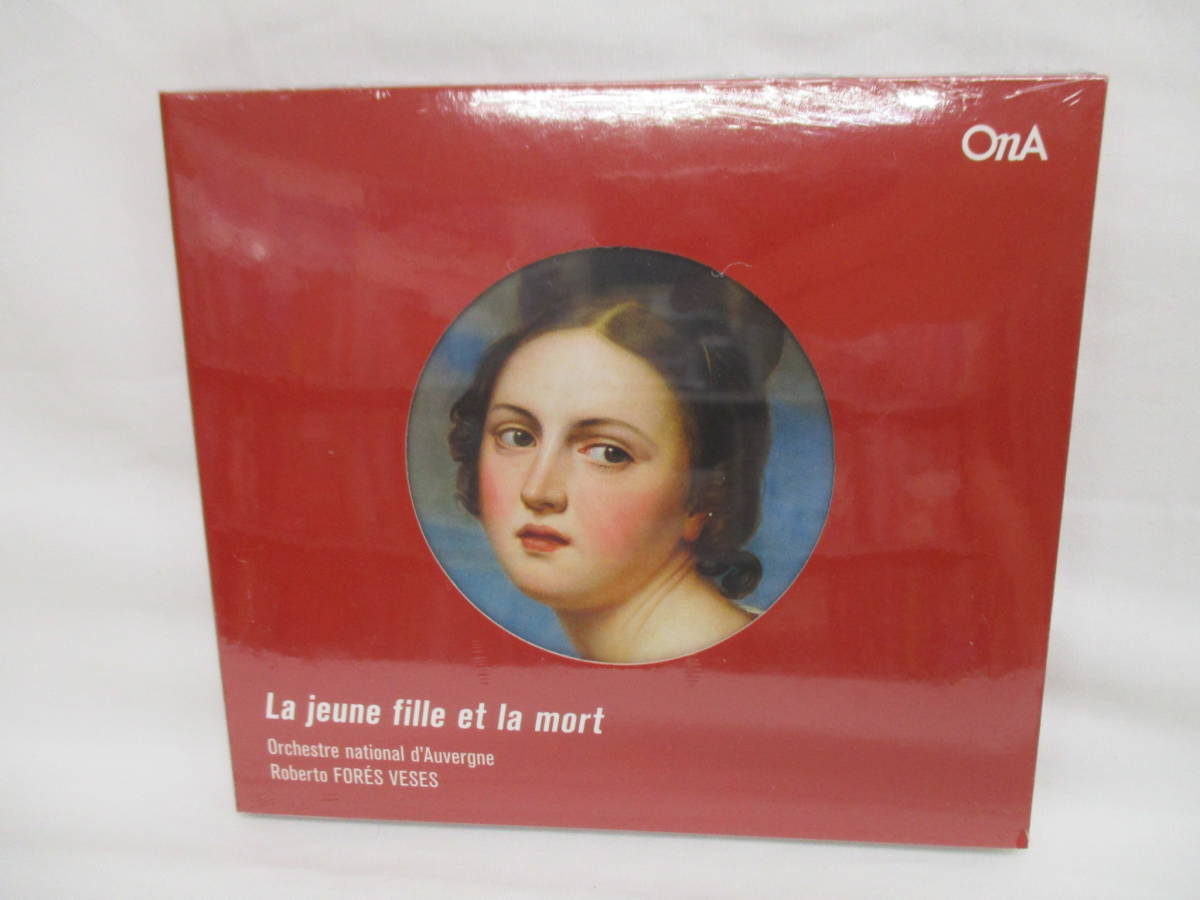 OnA
La jeune fille et la mort
Orchestre national d'Auvergne
Roberto FORÉS VESES